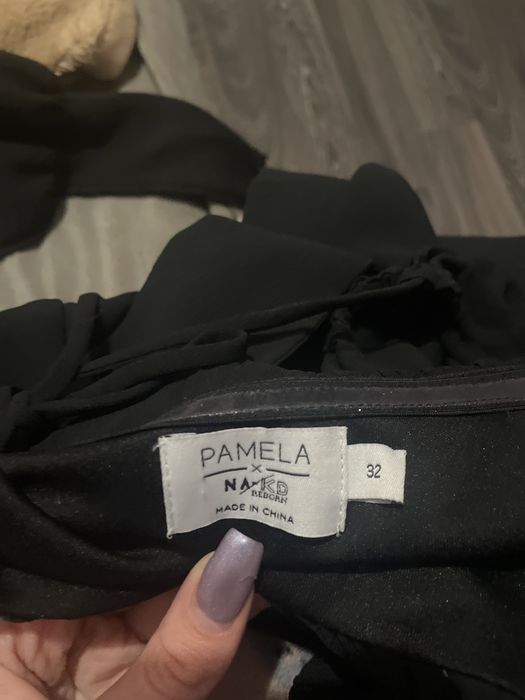 PAMELA
×
NA-KD
REBORN
MADE IN CHINA
32